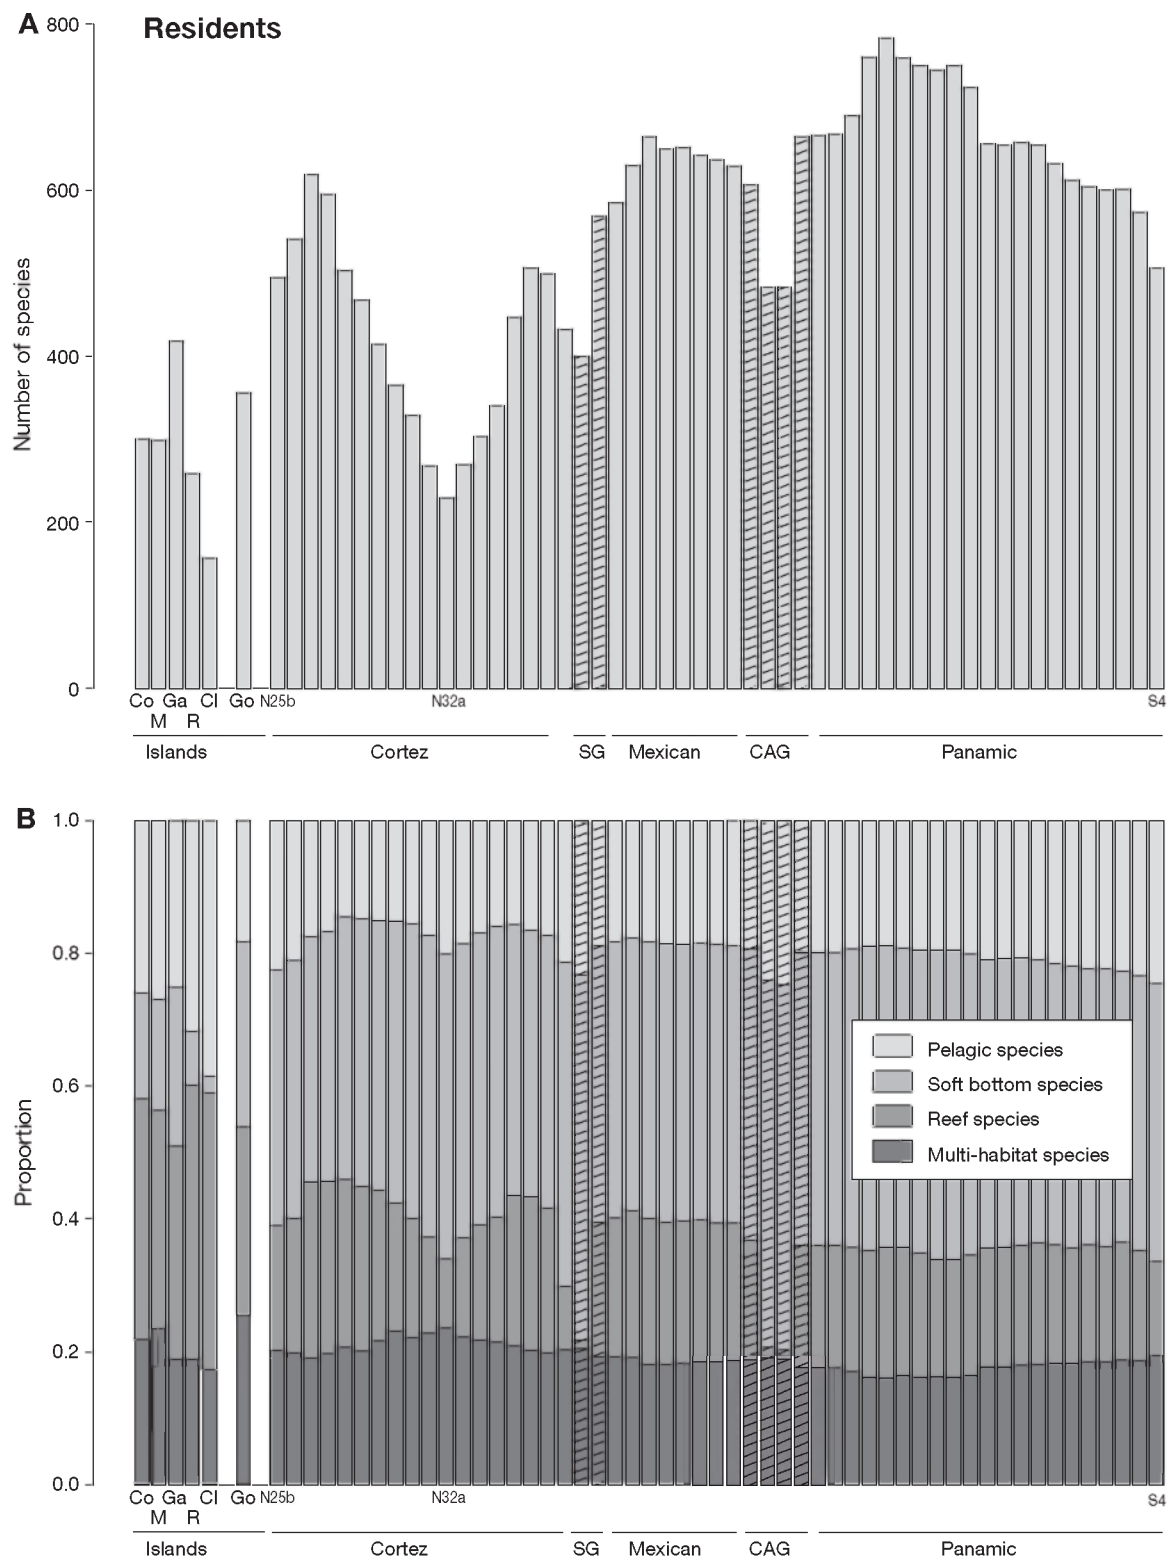 A
Residents
800
600
400
200
0
Number of species
Co Ga Cl Go N25b N32a S4
M R
Islands Cortez SG Mexican CAG Panamic
B
1.0
0.8
0.6
0.4
0.2
0.0
Proportion
Pelagic species
Soft bottom species
Reef species
Multi-habitat species
Co Ga Cl Go N25b N32a S4
M R
Islands Cortez SG Mexican CAG Panamic